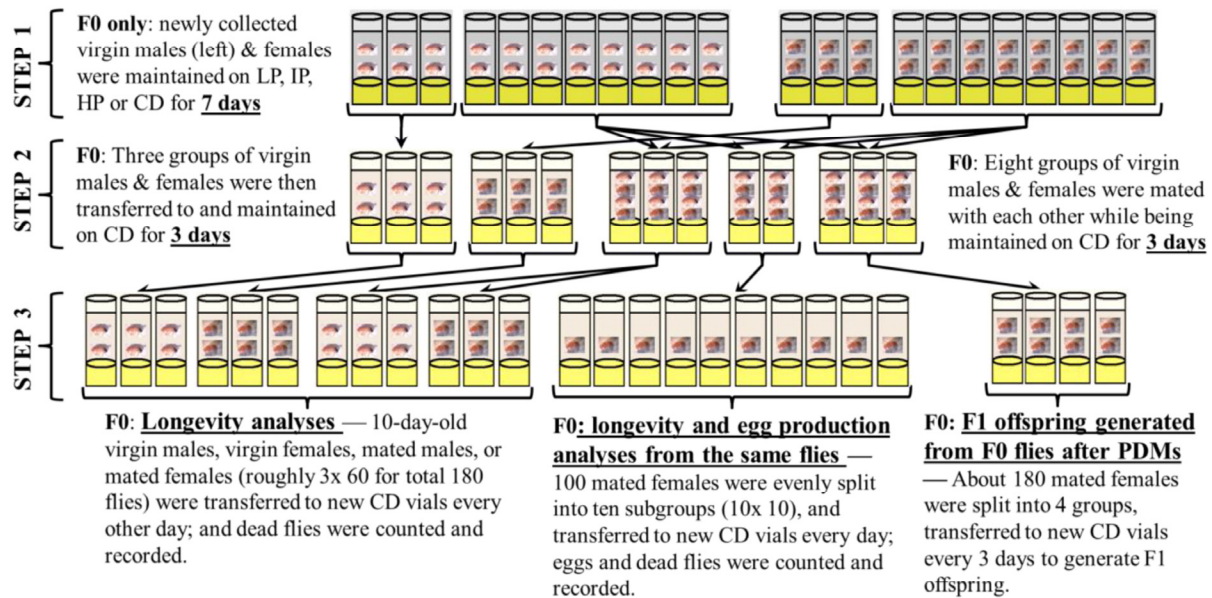 STEP 1
F0 only: newly collected
virgin males (left) & females
were maintained on LP, IP,
HP or CD for 7 days
STEP 2
F0: Three groups of virgin
males & females were then
transferred to and maintained
on CD for 3 days
F0: Eight groups of virgin
males & females were mated
with each other while being
maintained on CD for 3 days
STEP 3
F0: Longevity analyses — 10-day-old
virgin males, virgin females, mated males, or
mated females (roughly 3x 60 for total 180
flies) were transferred to new CD vials every
other day; and dead flies were counted and
recorded.
F0: longevity and egg production
analyses from the same flies —
100 mated females were evenly split
into ten subgroups (10x 10), and
transferred to new CD vials every day;
eggs and dead flies were counted and
recorded.
F0: F1 offspring generated
from F0 flies after PDMs
— About 180 mated females
were split into 4 groups,
transferred to new CD vials
every 3 days to generate F1
offspring.